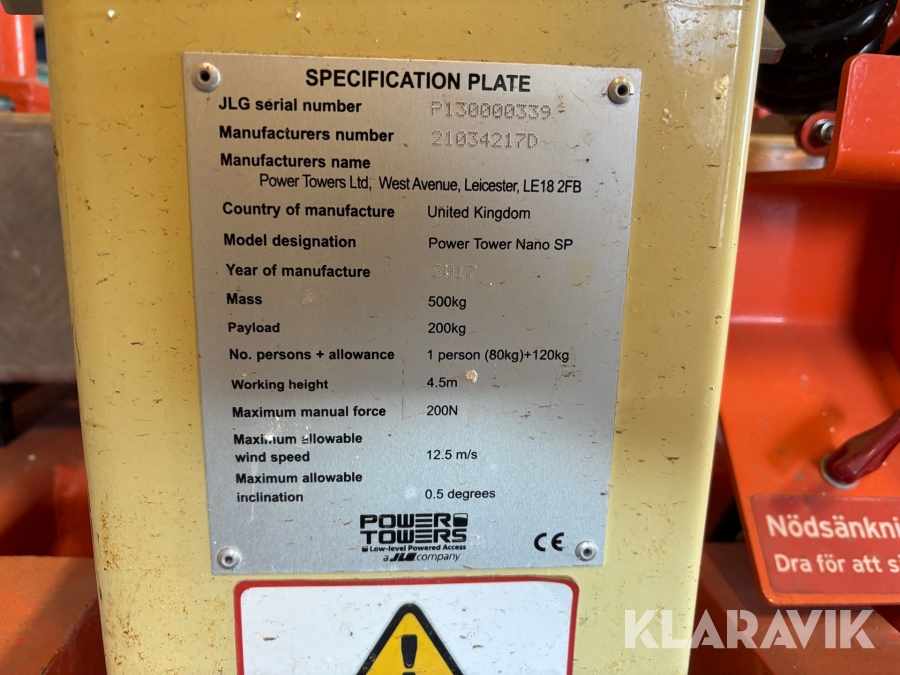 SPECIFICATION PLATE
JLG serial number P130000339
Manufacturers number 21034217D
Manufacturers name
Power Towers Ltd, West Avenue, Leicester, LE18 2FB
Country of manufacture United Kingdom
Model designation Power Tower Nano SP
Year of manufacture 2017
Mass 500kg
Payload 200kg
No. persons + allowance 1 person (80kg)+120kg
Working height 4.5m
Maximum manual force 200N
Maximum allowable
wind speed 12.5 m/s
Maximum allowable
inclination 0.5 degrees
POWER
TOWERS
Low-level Powered Access
a JLG company
CE
Nödsänkni
Dra för att s
KLARAVIK